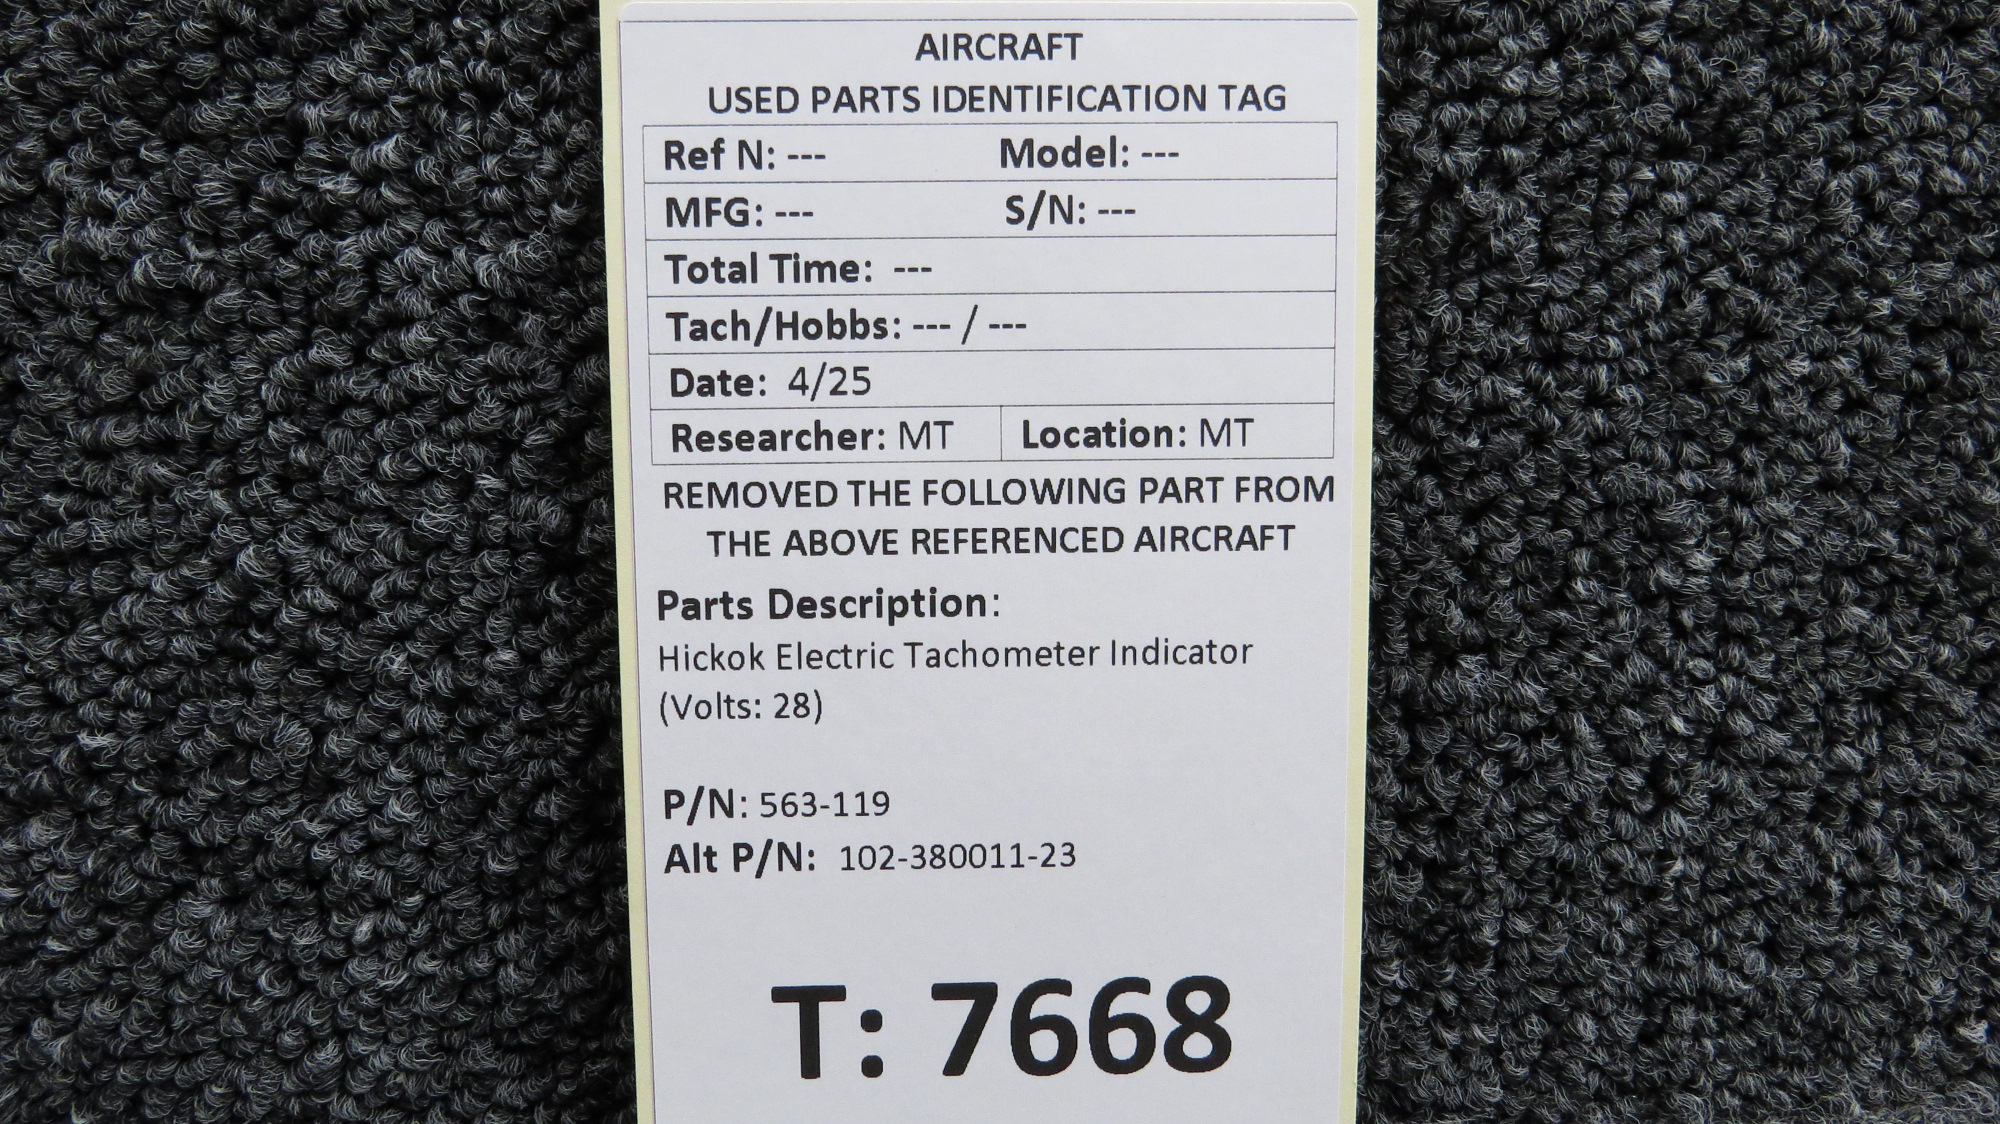 AIRCRAFT
USED PARTS IDENTIFICATION TAG
Ref N: --- Model: ---
MFG: --- S/N: ---
Total Time: ---
Tach/Hobbs: --- / ---
Date: 4/25
Researcher: MT Location: MT
REMOVED THE FOLLOWING PART FROM
THE ABOVE REFERENCED AIRCRAFT
Parts Description:
Hickok Electric Tachometer Indicator
(Volts: 28)
P/N: 563-119
Alt P/N: 102-380011-23
T: 7668